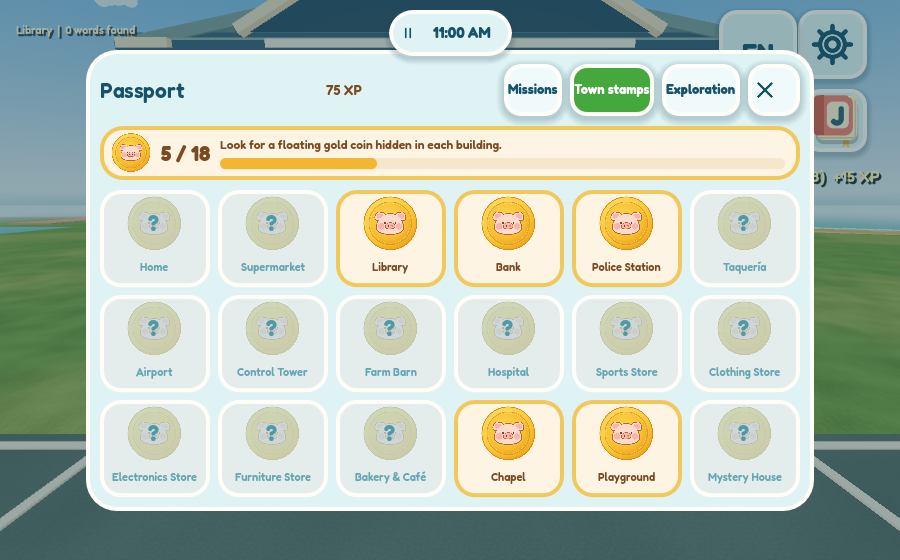 Library | 0 words found
11:00 AM
Passport
75 XP
Missions
Town stamps
Exploration
J
5 / 18
Look for a floating gold coin hidden in each building.
+15 XP
?
Home
?
Supermarket
Library
Bank
Police Station
?
Taquería
?
Airport
?
Control Tower
?
Farm Barn
?
Hospital
?
Sports Store
?
Clothing Store
?
Electronics Store
?
Furniture Store
?
Bakery & Café
Chapel
Playground
?
Mystery House